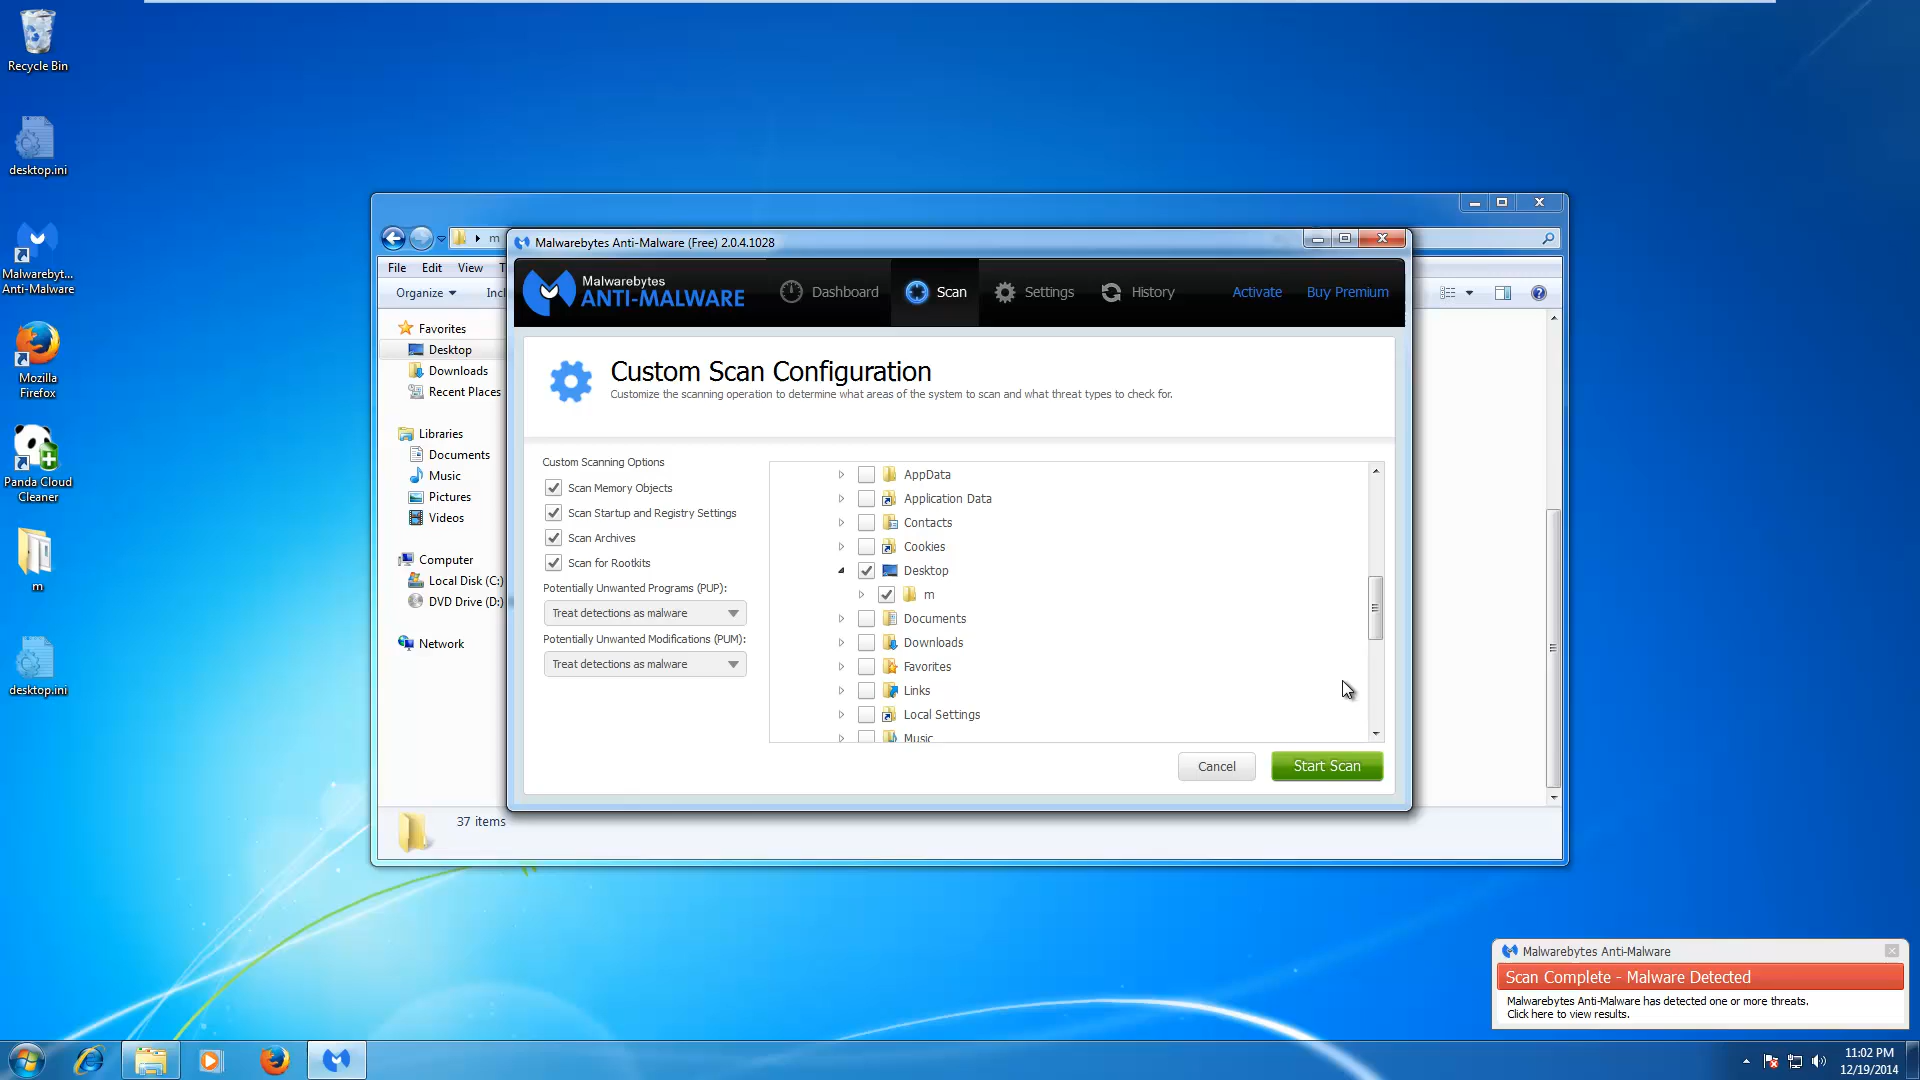 Recycle Bin
desktop.ini
Malwarebyt...
Anti-Malware
Mozilla
Firefox
Panda Cloud
Cleaner
m
desktop.ini
m
File Edit View
Organize
Favorites
Desktop
Downloads
Recent Places
Libraries
Documents
Music
Pictures
Videos
Computer
Local Disk (C:)
DVD Drive (D:)
Network
37 items
Malwarebytes Anti-Malware (Free) 2.0.4.1028
Malwarebytes
ANTI-MALWARE
Dashboard
Scan
Settings
History
Activate
Buy Premium
Custom Scan Configuration
Customize the scanning operation to determine what areas of the system to scan and what threat types to check for.
Custom Scanning Options
Scan Memory Objects
Scan Startup and Registry Settings
Scan Archives
Scan for Rootkits
Potentially Unwanted Programs (PUP):
Treat detections as malware
Potentially Unwanted Modifications (PUM):
Treat detections as malware
AppData
Application Data
Contacts
Cookies
Desktop
m
Documents
Downloads
Favorites
Links
Local Settings
Music
Cancel
Start Scan
Malwarebytes Anti-Malware
Scan Complete - Malware Detected
Malwarebytes Anti-Malware has detected one or more threats.
Click here to view results.
11:02 PM
12/19/2014